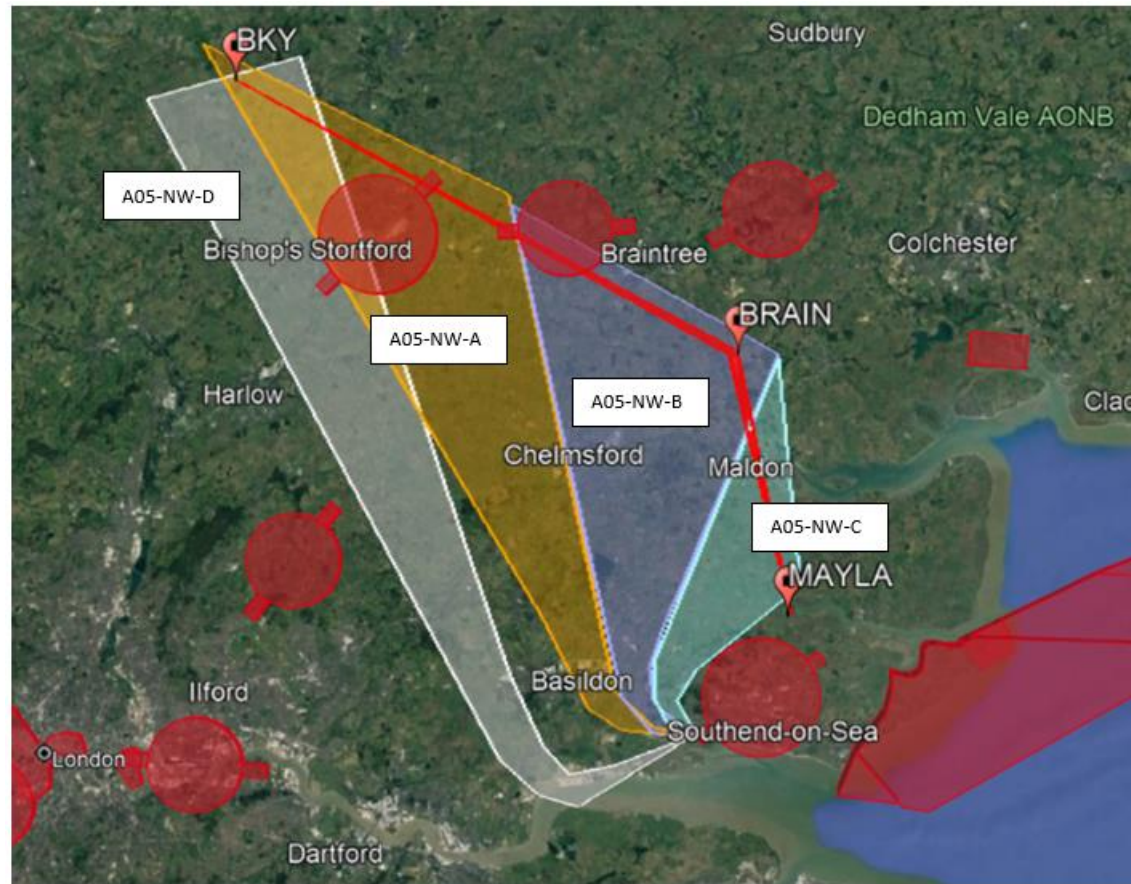 BKY
Sudbury
Dedham Vale AONB
A05-NW-D
Bishop's Stortford
Braintree
Colchester
BRAIN
A05-NW-A
Harlow
A05-NW-B
Clac
Chelmsford
Maldon
A05-NW-C
MAYLA
Basildon
Ilford
Southend-on-Sea
London
Dartford